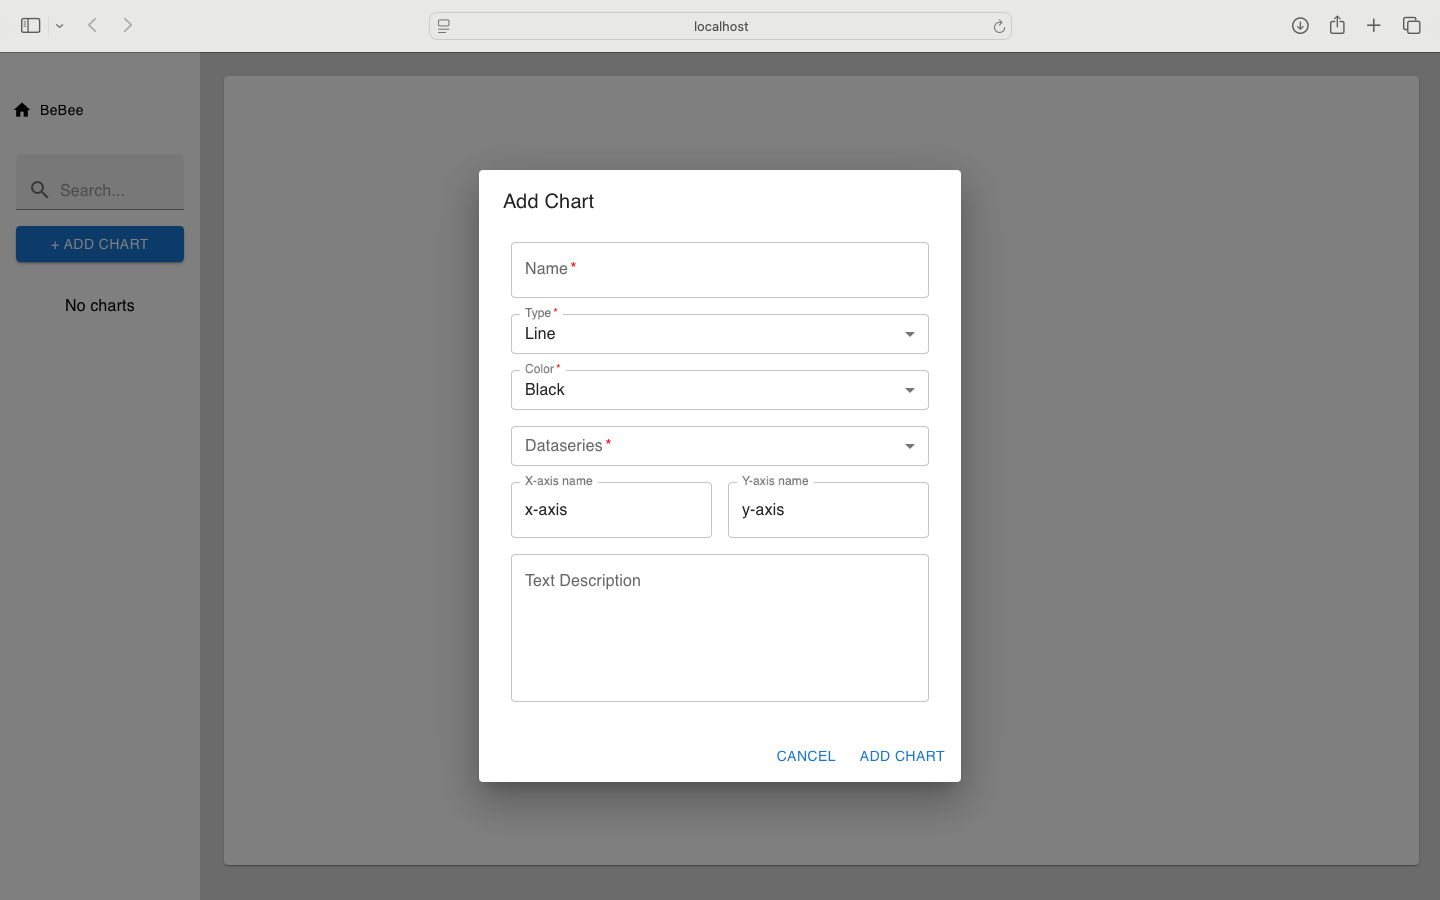 localhost
BeBee
Search...
+ ADD CHART
No charts
Add Chart
Name *
Type *
Line
Color *
Black
Dataseries *
X-axis name
x-axis
Y-axis name
y-axis
Text Description
CANCEL
ADD CHART